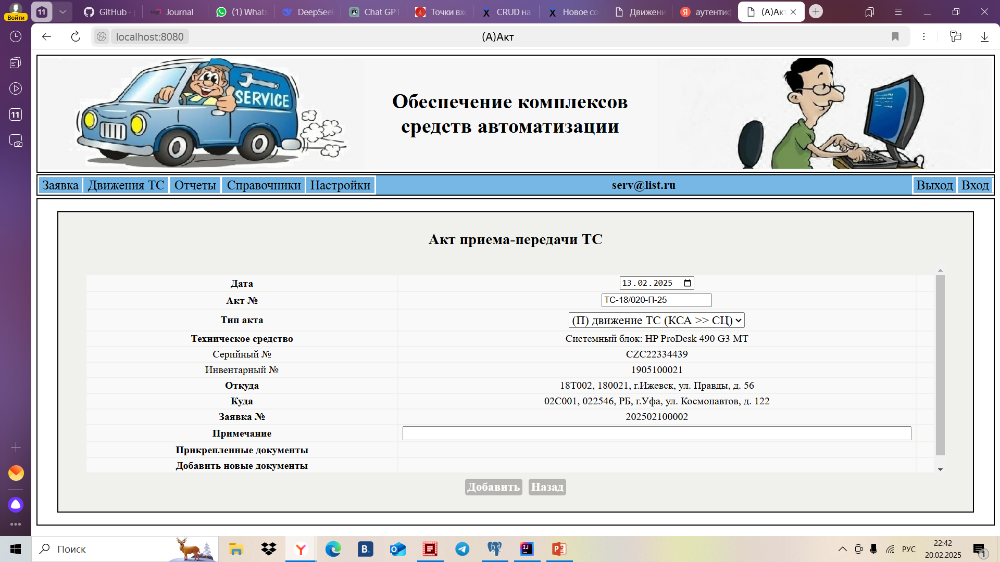 Войти
11
GitHub - p
Journal
(1) Whats
DeepSeek
Chat GPT
Точки вхо
CRUD на
Новое со
Движени
аутентиф
(А)Акт
localhost:8080
(А)Акт
11
SERVICE
Обеспечение комплексов
средств автоматизации
Заявка Движения ТС Отчеты Справочники Настройки serv@list.ru Выход Вход
Акт приема-передачи ТС
Дата 13.02.2025
Акт № ТС-18/020-П-25
Тип акта (П) движение ТС (КСА >> СЦ)
Техническое средство Системный блок: HP ProDesk 490 G3 MT
Серийный № CZC22334439
Инвентарный № 1905100021
Откуда 18Т002, 180021, г.Ижевск, ул. Правды, д. 56
Куда 02С001, 022546, РБ, г.Уфа, ул. Космонавтов, д. 122
Заявка № 202502100002
Примечание
Прикрепленные документы
Добавить новые документы
Добавить Назад
Поиск
B.
IJ
P
РУС
22:42
20.02.2025
1